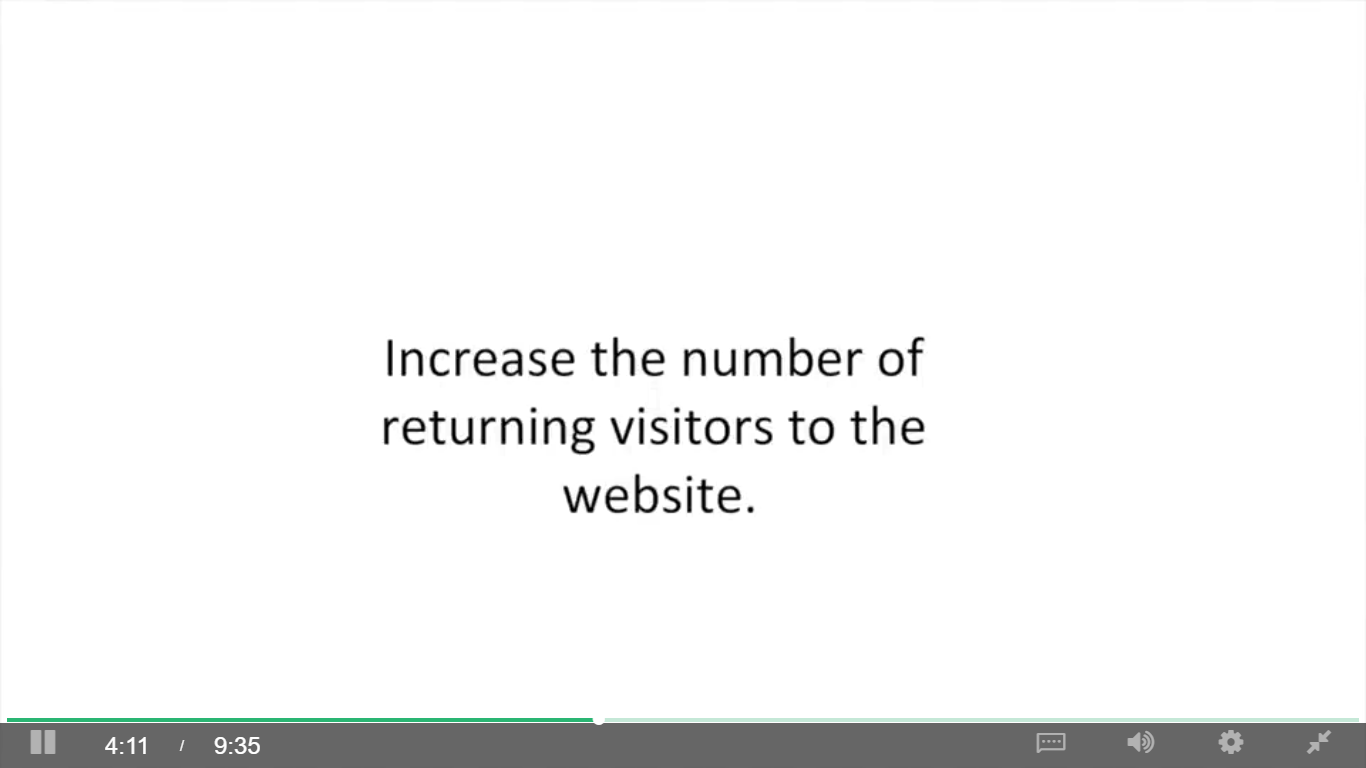 Increase the number of
returning visitors to the
website.
4:11 / 9:35